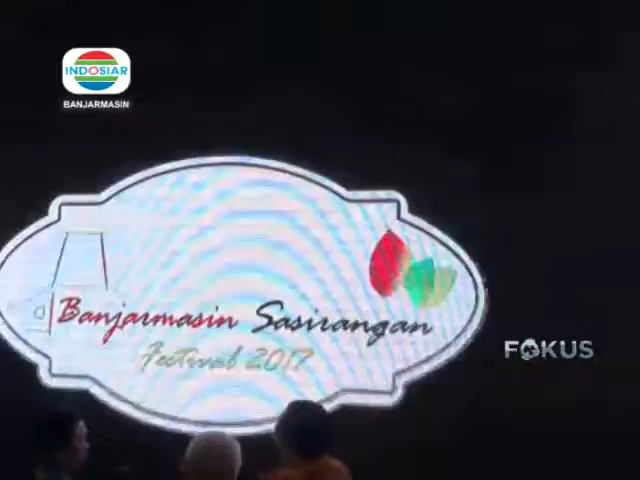 INDOSIAR
BANJARMASIN
Banjarmasin Sasirangan
Festival 2017
FOKUS